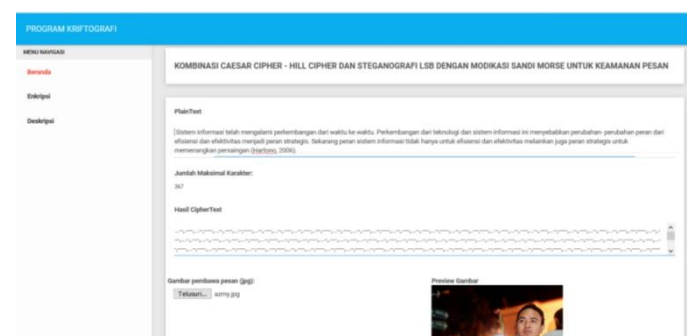 PROGRAM KRIFTOGRAFI
MENU NAVIGASI
Beranda
Enkripsi
Deskripsi
KOMBINASI CAESAR CIPHER - HILL CIPHER DAN STEGANOGRAFI LSB DENGAN MODIKASI SANDI MORSE UNTUK KEAMANAN PESAN
PlainText
Sistem informasi telah mengalami perkembangan dari waktu ke waktu. Perkembangan dari teknologi dan sistem informasi ini menyebabkan perubahan- perubahan peran dari
efisiensi dan efektivitas menjadi peran strategis. Sekarang peran sistem informasi tidak hanya untuk efisiensi dan efektivitas melainkan juga peran strategis untuk
memenangkan persaingan (Hartono, 2006).
Jumlah Maksimal Karakter:
367
Hasil CipherText
Gambar pembawa pesan (jpg):
Telusuri... azmy.jpg
Preview Gambar